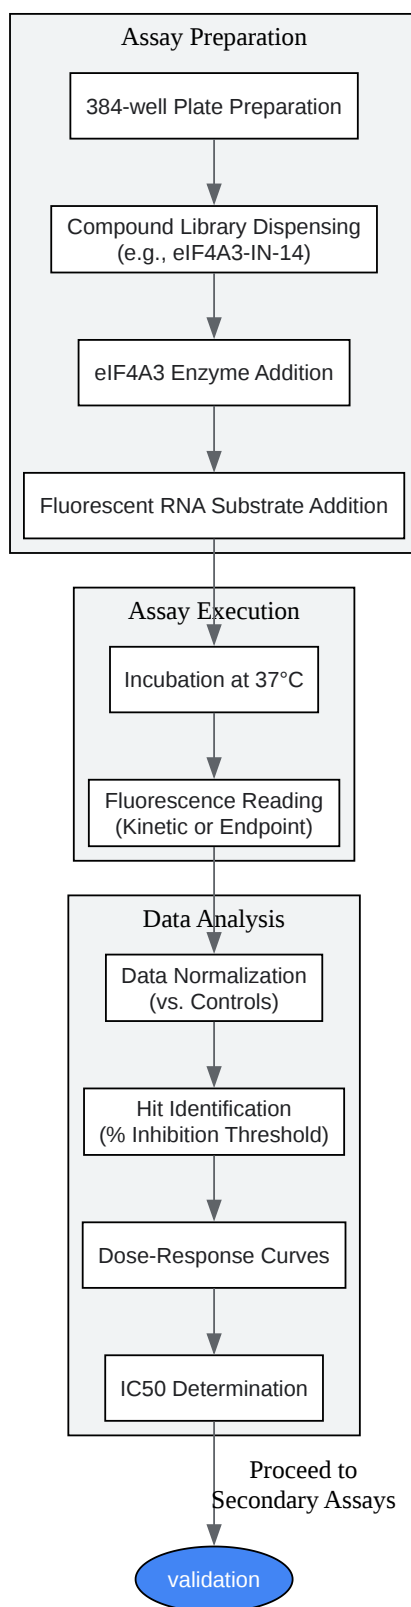 Assay Preparation
384-well Plate Preparation
Compound Library Dispensing
(e.g., eIF4A3-IN-14)
eIF4A3 Enzyme Addition
Fluorescent RNA Substrate Addition
Assay Execution
Incubation at 37°C
Fluorescence Reading
(Kinetic or Endpoint)
Data Analysis
Data Normalization
(vs. Controls)
Hit Identification
(% Inhibition Threshold)
Dose-Response Curves
IC50 Determination
Proceed to
Secondary Assays
validation